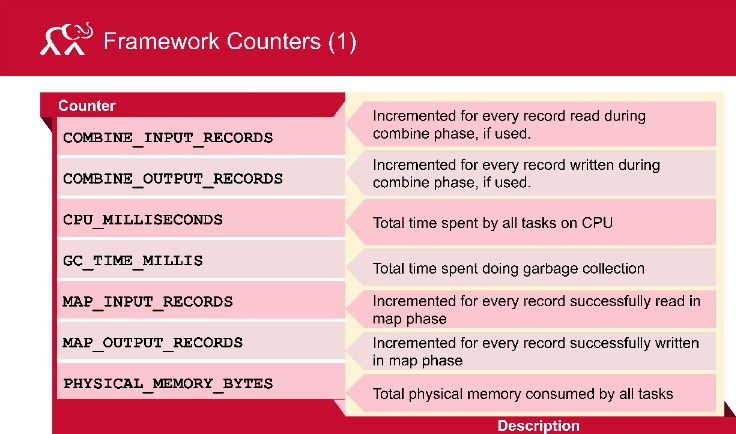 Framework Counters (1)
Counter
COMBINE_INPUT_RECORDS
Incremented for every record read during
combine phase, if used.
COMBINE_OUTPUT_RECORDS
Incremented for every record written during
combine phase, if used.
CPU_MILLISECONDS
Total time spent by all tasks on CPU
GC_TIME_MILLIS
Total time spent doing garbage collection
MAP_INPUT_RECORDS
Incremented for every record successfully read in
map phase
MAP_OUTPUT_RECORDS
Incremented for every record successfully written
in map phase
PHYSICAL_MEMORY_BYTES
Total physical memory consumed by all tasks
Description